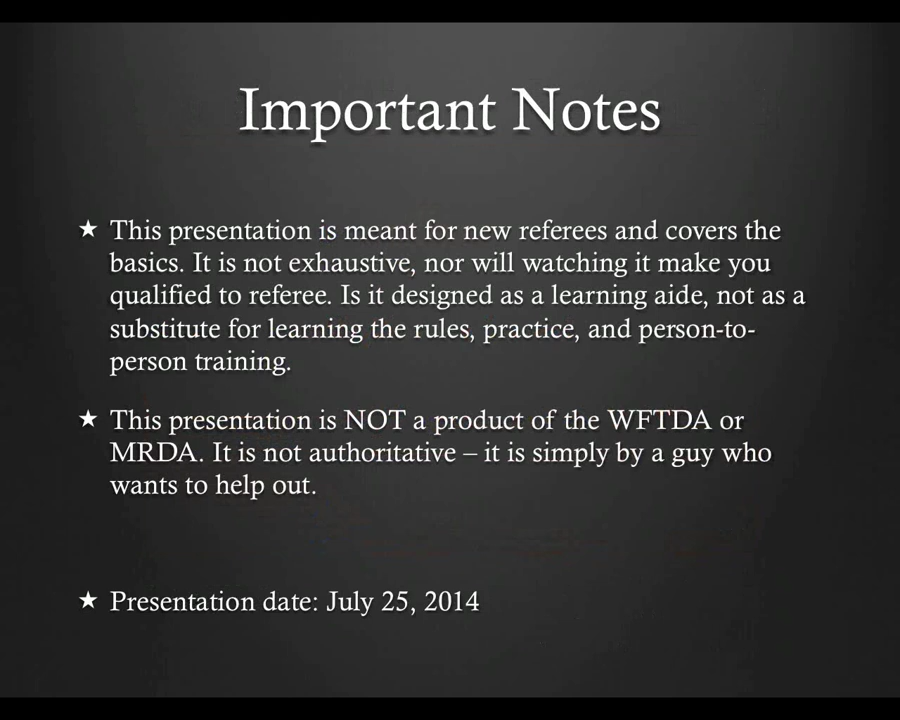 Important Notes
★ This presentation is meant for new referees and covers the
basics. It is not exhaustive, nor will watching it make you
qualified to referee. Is it designed as a learning aide, not as a
substitute for learning the rules, practice, and person-to-
person training.
★ This presentation is NOT a product of the WFTDA or
MRDA. It is not authoritative – it is simply by a guy who
wants to help out.
★ Presentation date: July 25, 2014